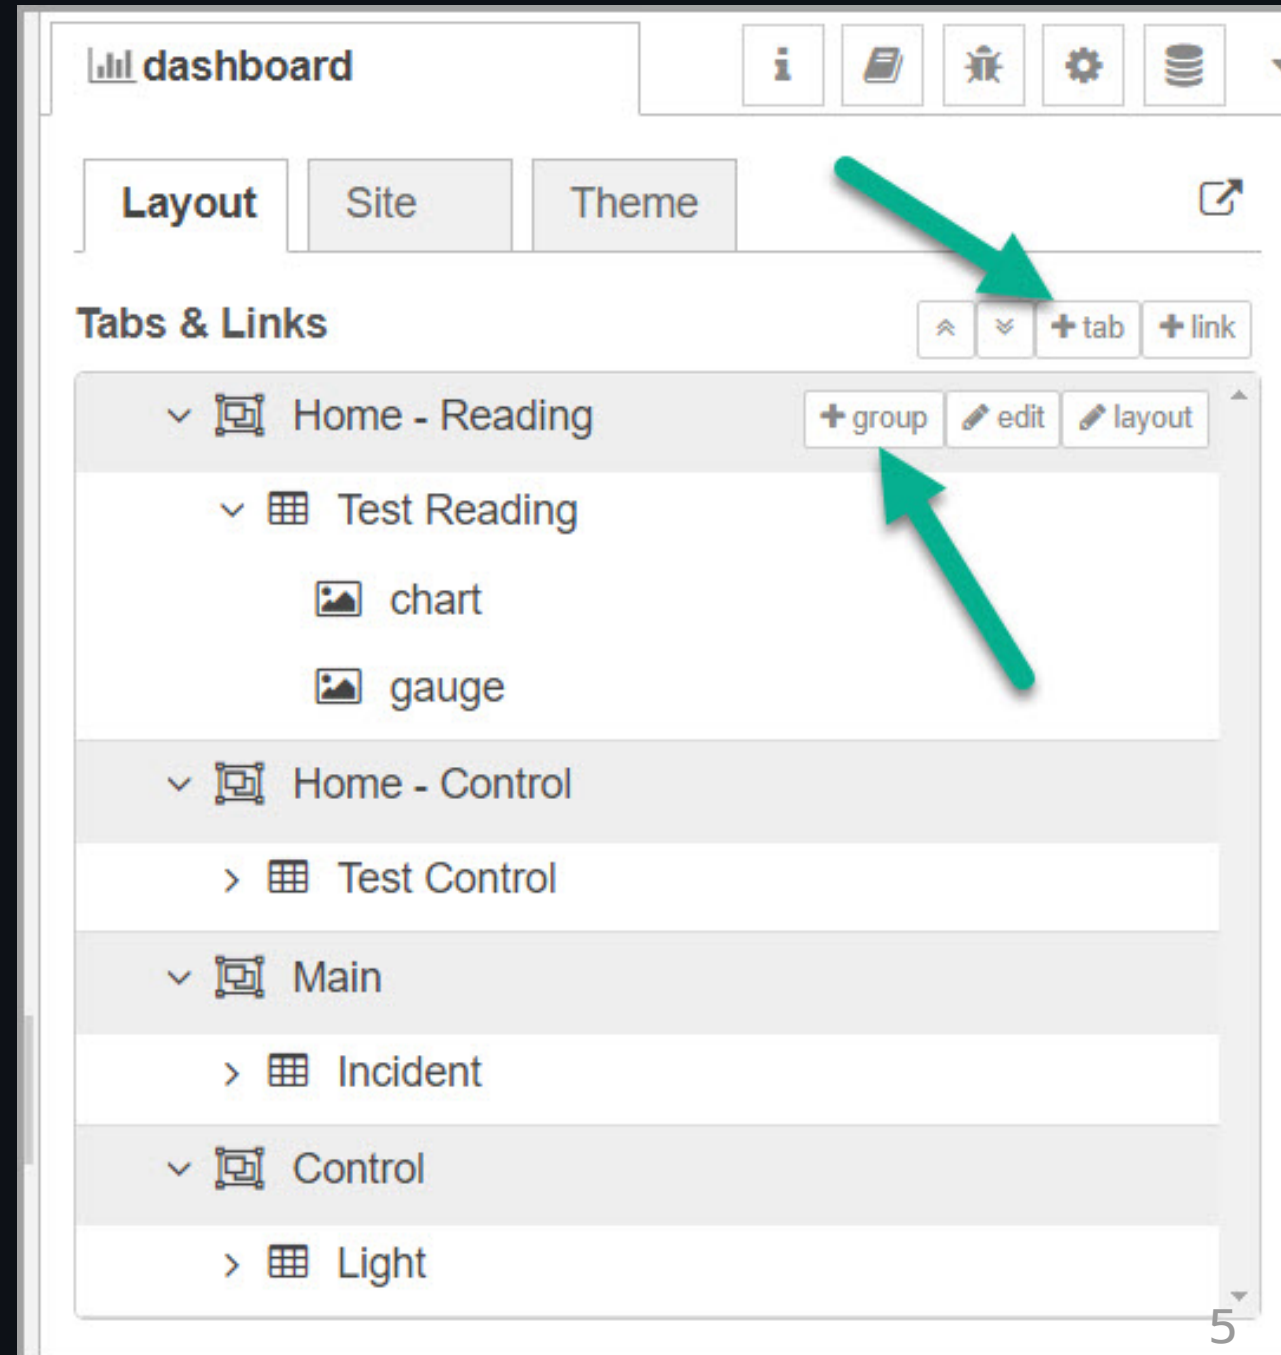 dashboard
Layout Site Theme
Tabs & Links tab link
Home - Reading group edit layout
Test Reading
chart
gauge
Home - Control
Test Control
Main
Incident
Control
Light
5